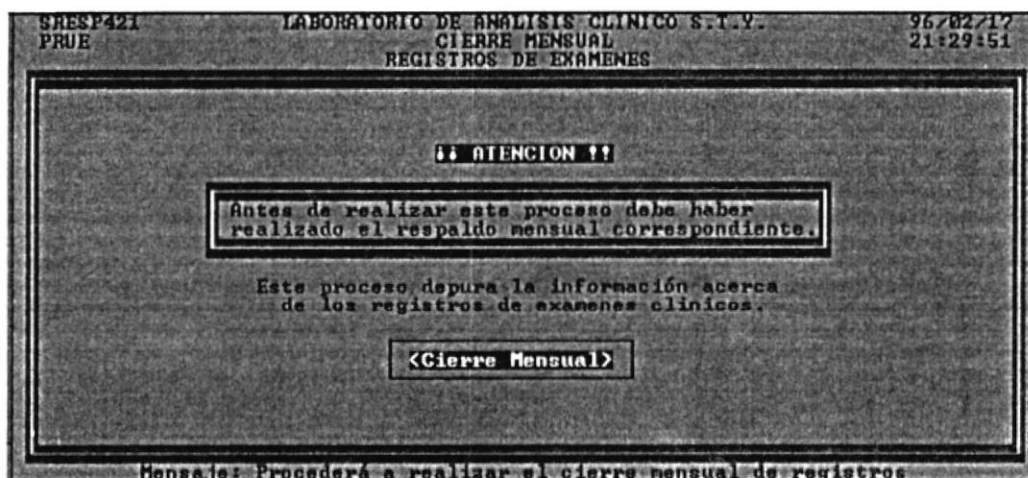 SRESP421 LABORATORIO DE ANALISIS CLINICO S.T.Y. 96/02/17
PRUE CIERRE MENSUAL 21:29:51
REGISTROS DE EXAMENES
¡¡ ATENCION !!
Antes de realizar este proceso debe haber
realizado el respaldo mensual correspondiente.
Este proceso depura la información acerca
de los registros de examenes clinicos.
<Cierre Mensual>
Mensaje: Procederá a realizar el cierre mensual de registros